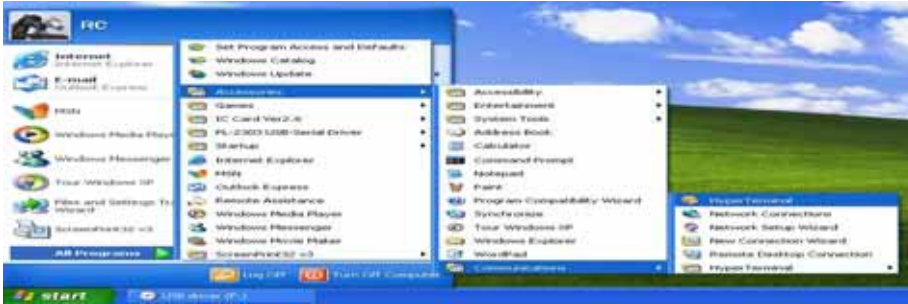 RC
Internet
Internet Explorer
E-mail
Outlook Express
MSN
Windows Media Play
Windows Messenger
Tour Windows XP
Files and Settings Tr
Wizard
ScreenPrint32 v3
All Programs
Set Program Access and Defaults
Windows Catalog
Windows Update
Accessories
Games
IC Card Ver2.6
PL-2303 USB-Serial Driver
Startup
Internet Explorer
MSN
Outlook Express
Remote Assistance
Windows Media Player
Windows Messenger
Windows Movie Maker
ScreenPrint32 v3
Accessibility
Entertainment
System Tools
Address Book
Calculator
Command Prompt
Notepad
Paint
Program Compatibility Wizard
Synchronize
Tour Windows XP
Windows Explorer
WordPad
Communications
HyperTerminal
Network Connections
Network Setup Wizard
New Connection Wizard
Remote Desktop Connection
HyperTerminal
Log Off
Turn Off Compute
start
USB driver (F:)